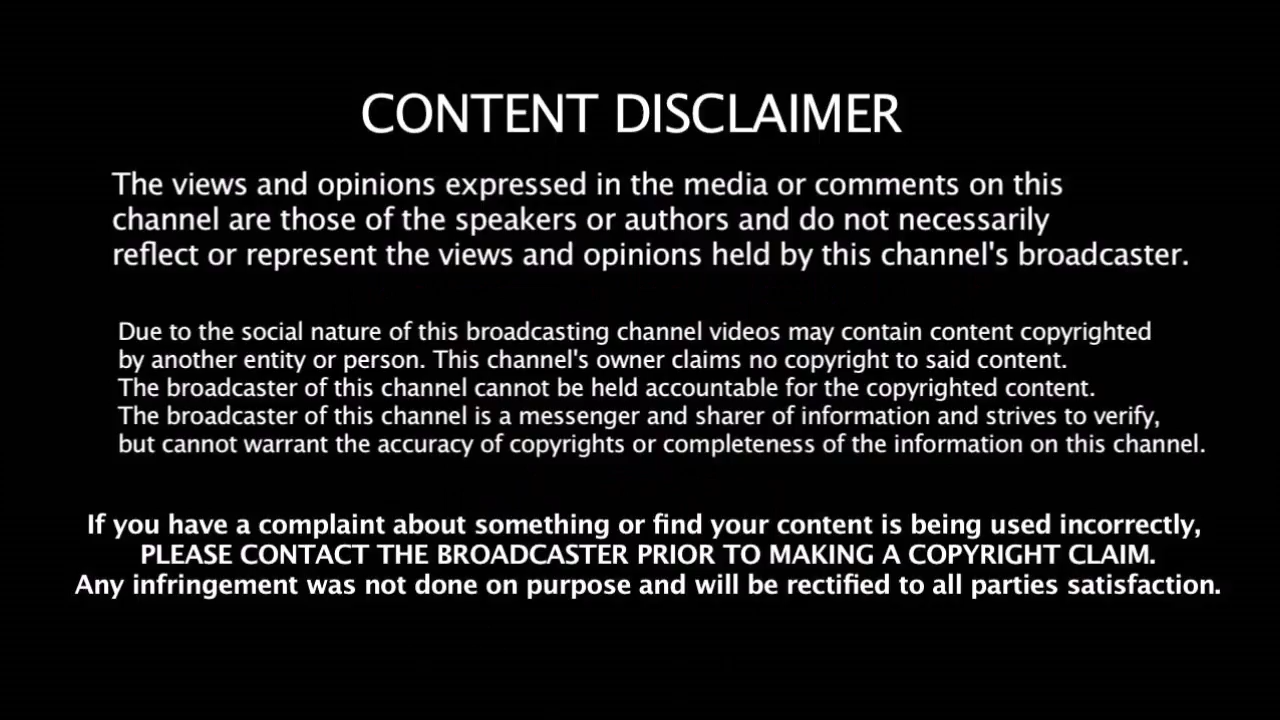 CONTENT DISCLAIMER
The views and opinions expressed in the media or comments on this
channel are those of the speakers or authors and do not necessarily
reflect or represent the views and opinions held by this channel's broadcaster.
Due to the social nature of this broadcasting channel videos may contain content copyrighted
by another entity or person. This channel's owner claims no copyright to said content.
The broadcaster of this channel cannot be held accountable for the copyrighted content.
The broadcaster of this channel is a messenger and sharer of information and strives to verify,
but cannot warrant the accuracy of copyrights or completeness of the information on this channel.
If you have a complaint about something or find your content is being used incorrectly,
PLEASE CONTACT THE BROADCASTER PRIOR TO MAKING A COPYRIGHT CLAIM.
Any infringement was not done on purpose and will be rectified to all parties satisfaction.